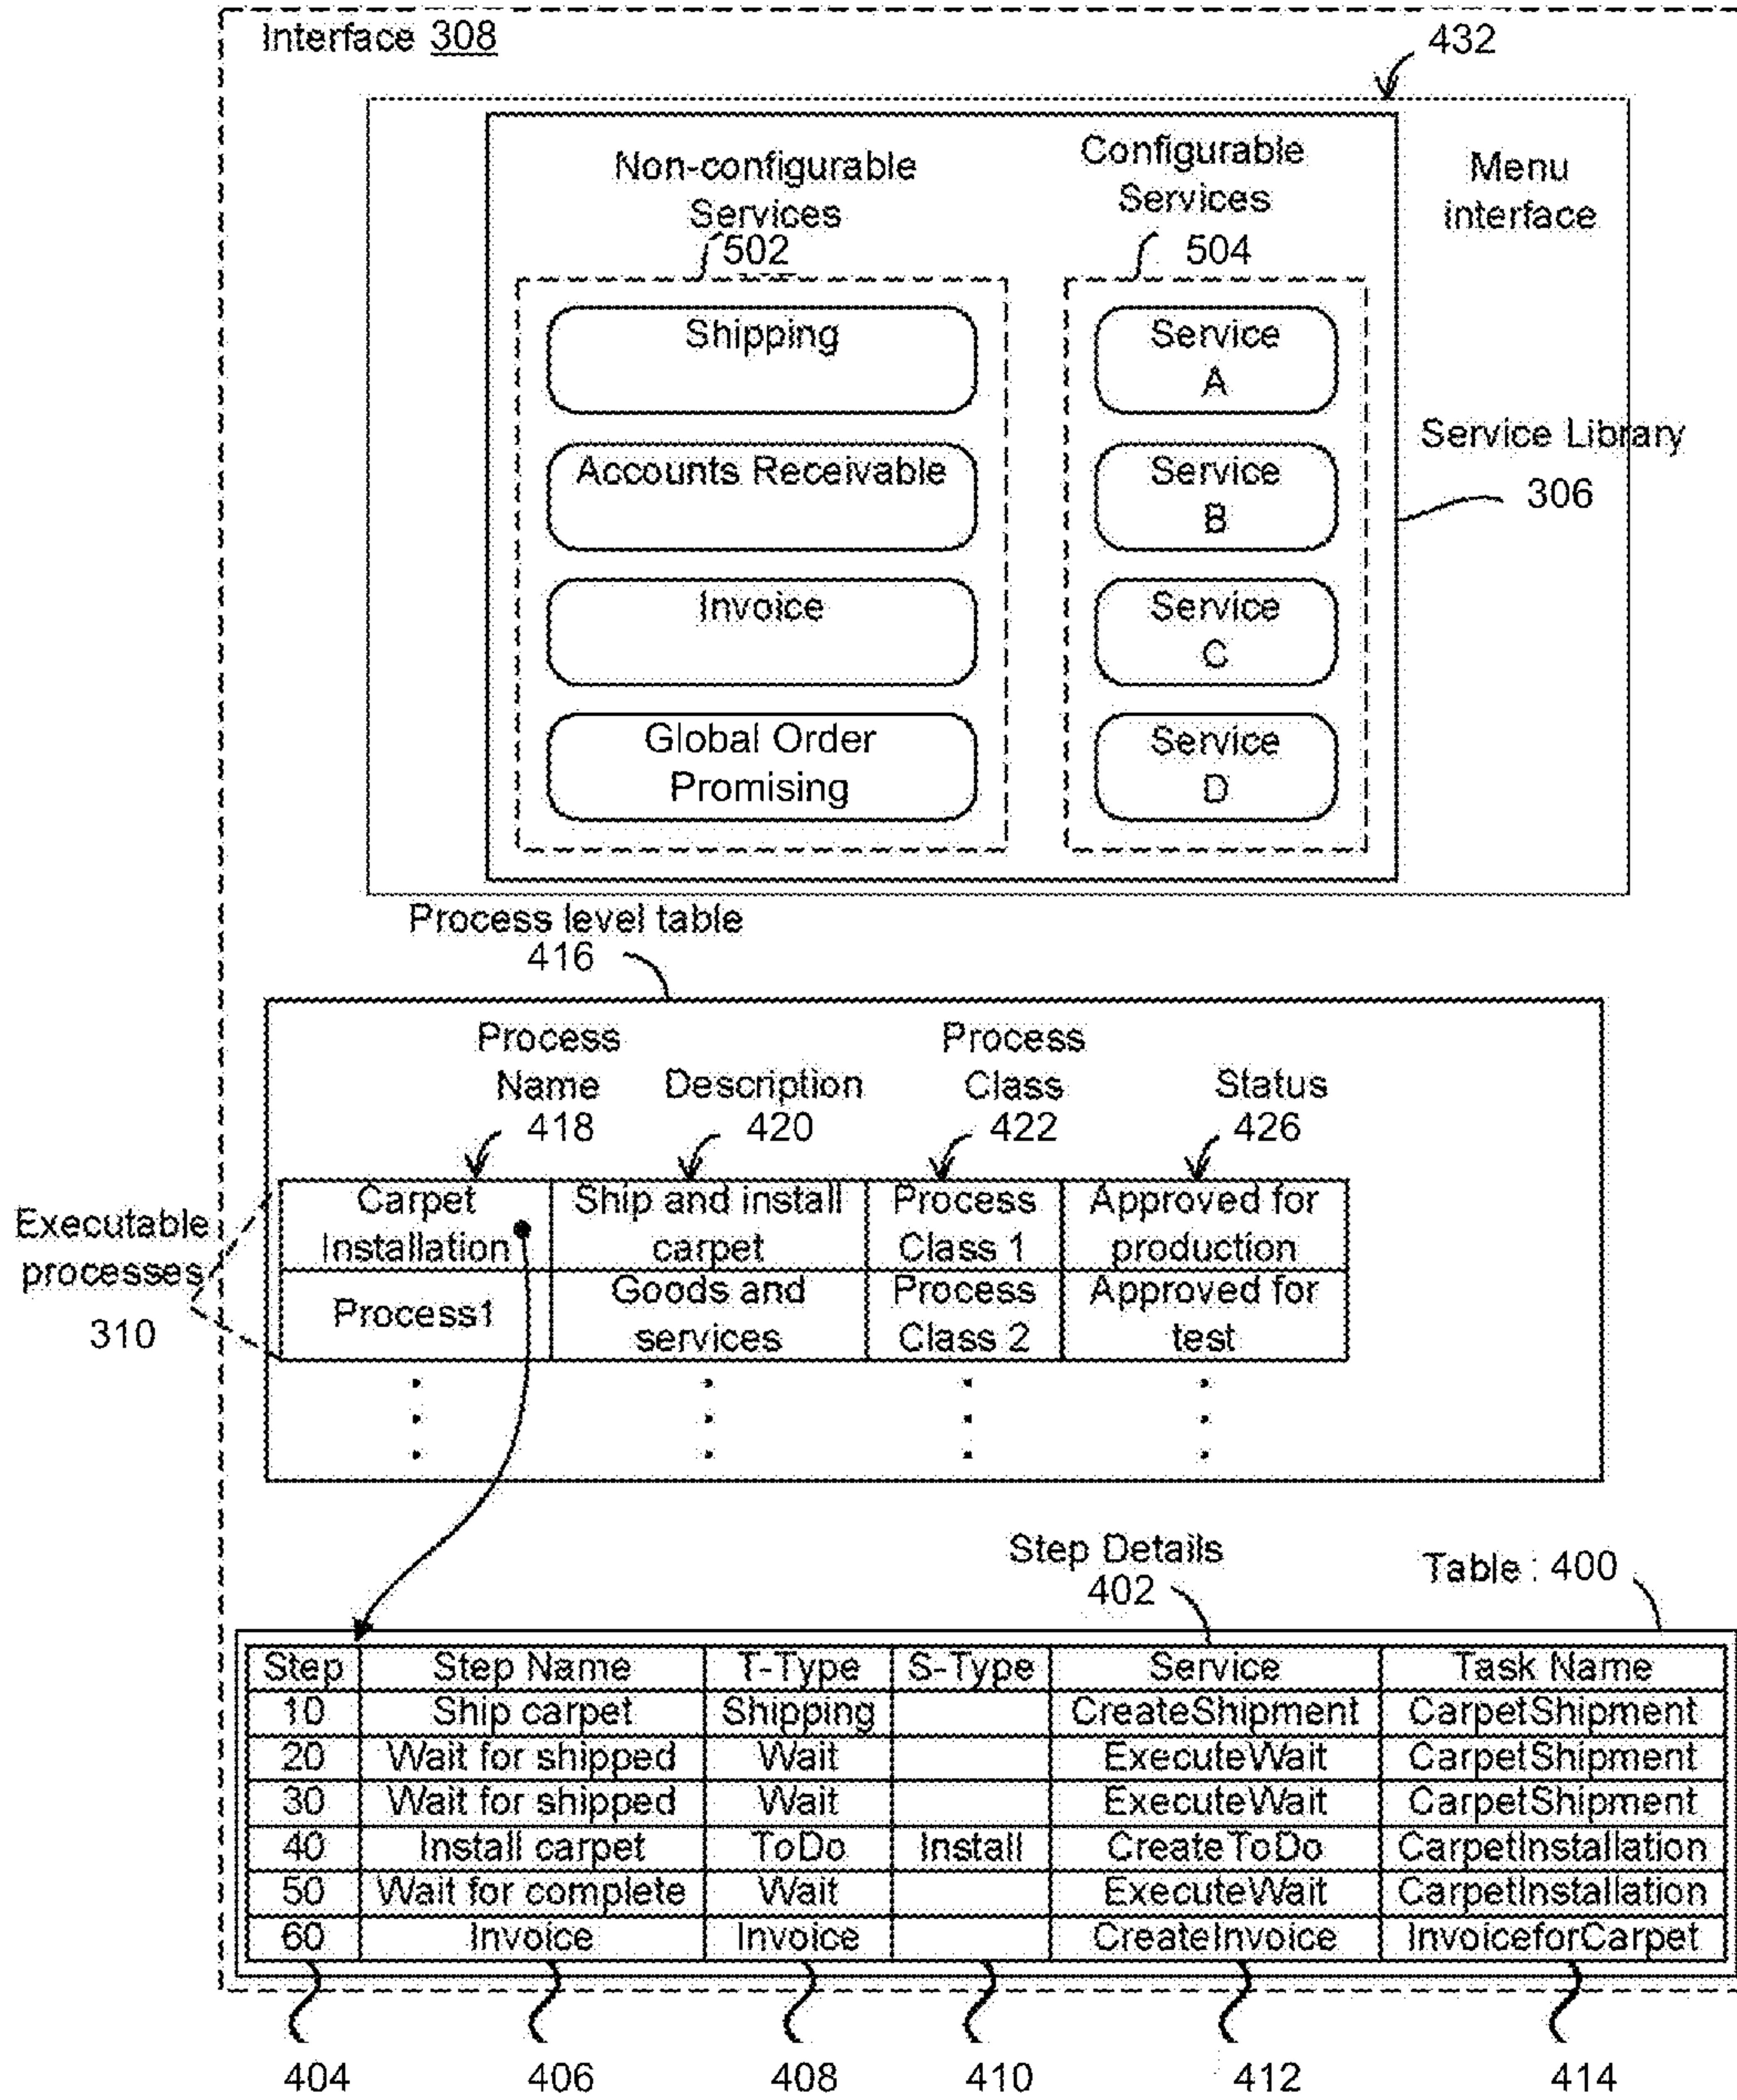 Interface 308
432
Non-configurable
Services
502
Configurable
Services
504
Menu
interface
Shipping
Accounts Receivable
Invoice
Global Order
Promising
Service
A
Service
B
Service
C
Service
D
Service Library
306
Process level table
416
Process
Name
418
Description
420
Process
Class
422
Status
426
Executable
processes
310
Carpet
Installation
Ship and install
carpet
Process
Class 1
Approved for
production
Process1
Goods and
services
Process
Class 2
Approved for
test
Step Details
402
Table : 400
Step Step Name T-Type S-Type Service Task Name
10 Ship carpet Shipping CreateShipment CarpetShipment
20 Wait for shipped Wait ExecuteWait CarpetShipment
30 Wait for shipped Wait ExecuteWait CarpetShipment
40 Install carpet ToDo Install CreateToDo CarpetInstallation
50 Wait for complete Wait ExecuteWait CarpetInstallation
60 Invoice Invoice CreateInvoice InvoiceforCarpet
404 406 408 410 412 414